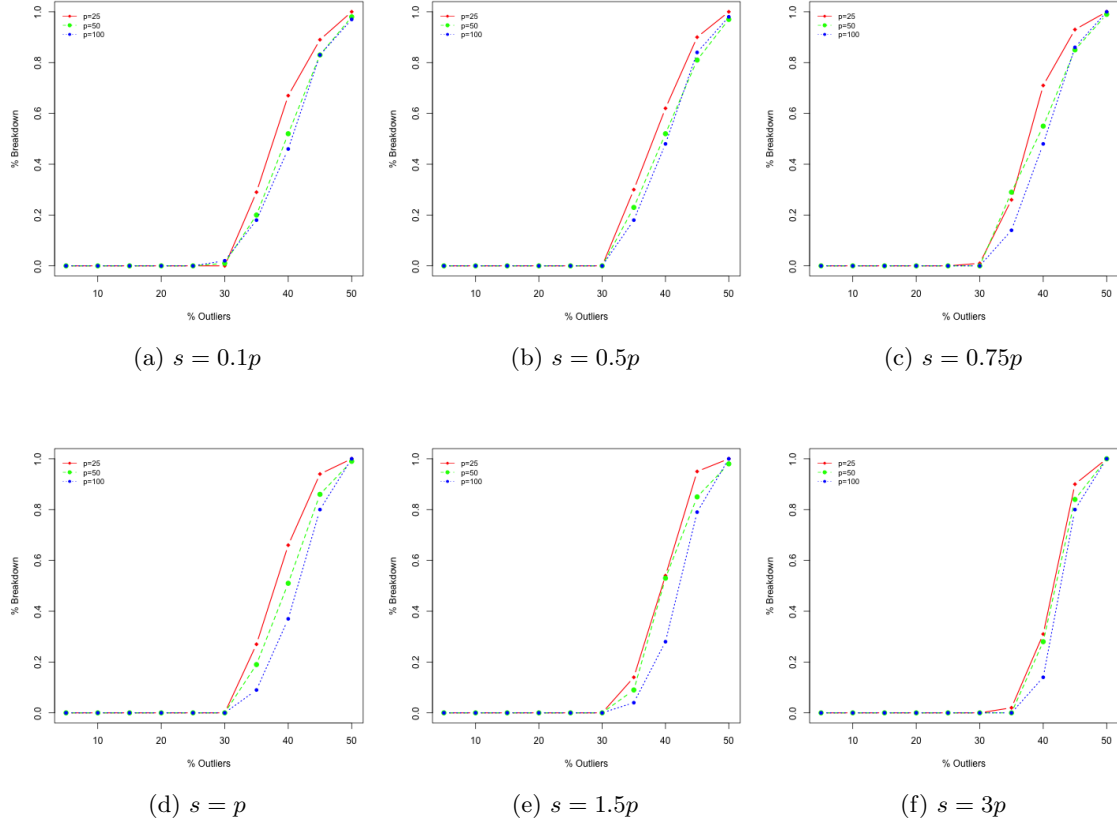 p=25
p=50
p=100
% Breakdown
0.0 0.2 0.4 0.6 0.8 1.0
10 20 30 40 50
% Outliers
(a) s = 0.1p
p=25
p=50
p=100
% Breakdown
0.0 0.2 0.4 0.6 0.8 1.0
10 20 30 40 50
% Outliers
(b) s = 0.5p
p=25
p=50
p=100
% Breakdown
0.0 0.2 0.4 0.6 0.8 1.0
10 20 30 40 50
% Outliers
(c) s = 0.75p
p=25
p=50
p=100
% Breakdown
0.0 0.2 0.4 0.6 0.8 1.0
10 20 30 40 50
% Outliers
(d) s = p
p=25
p=50
p=100
% Breakdown
0.0 0.2 0.4 0.6 0.8 1.0
10 20 30 40 50
% Outliers
(e) s = 1.5p
p=25
p=50
p=100
% Breakdown
0.0 0.2 0.4 0.6 0.8 1.0
10 20 30 40 50
% Outliers
(f) s = 3p